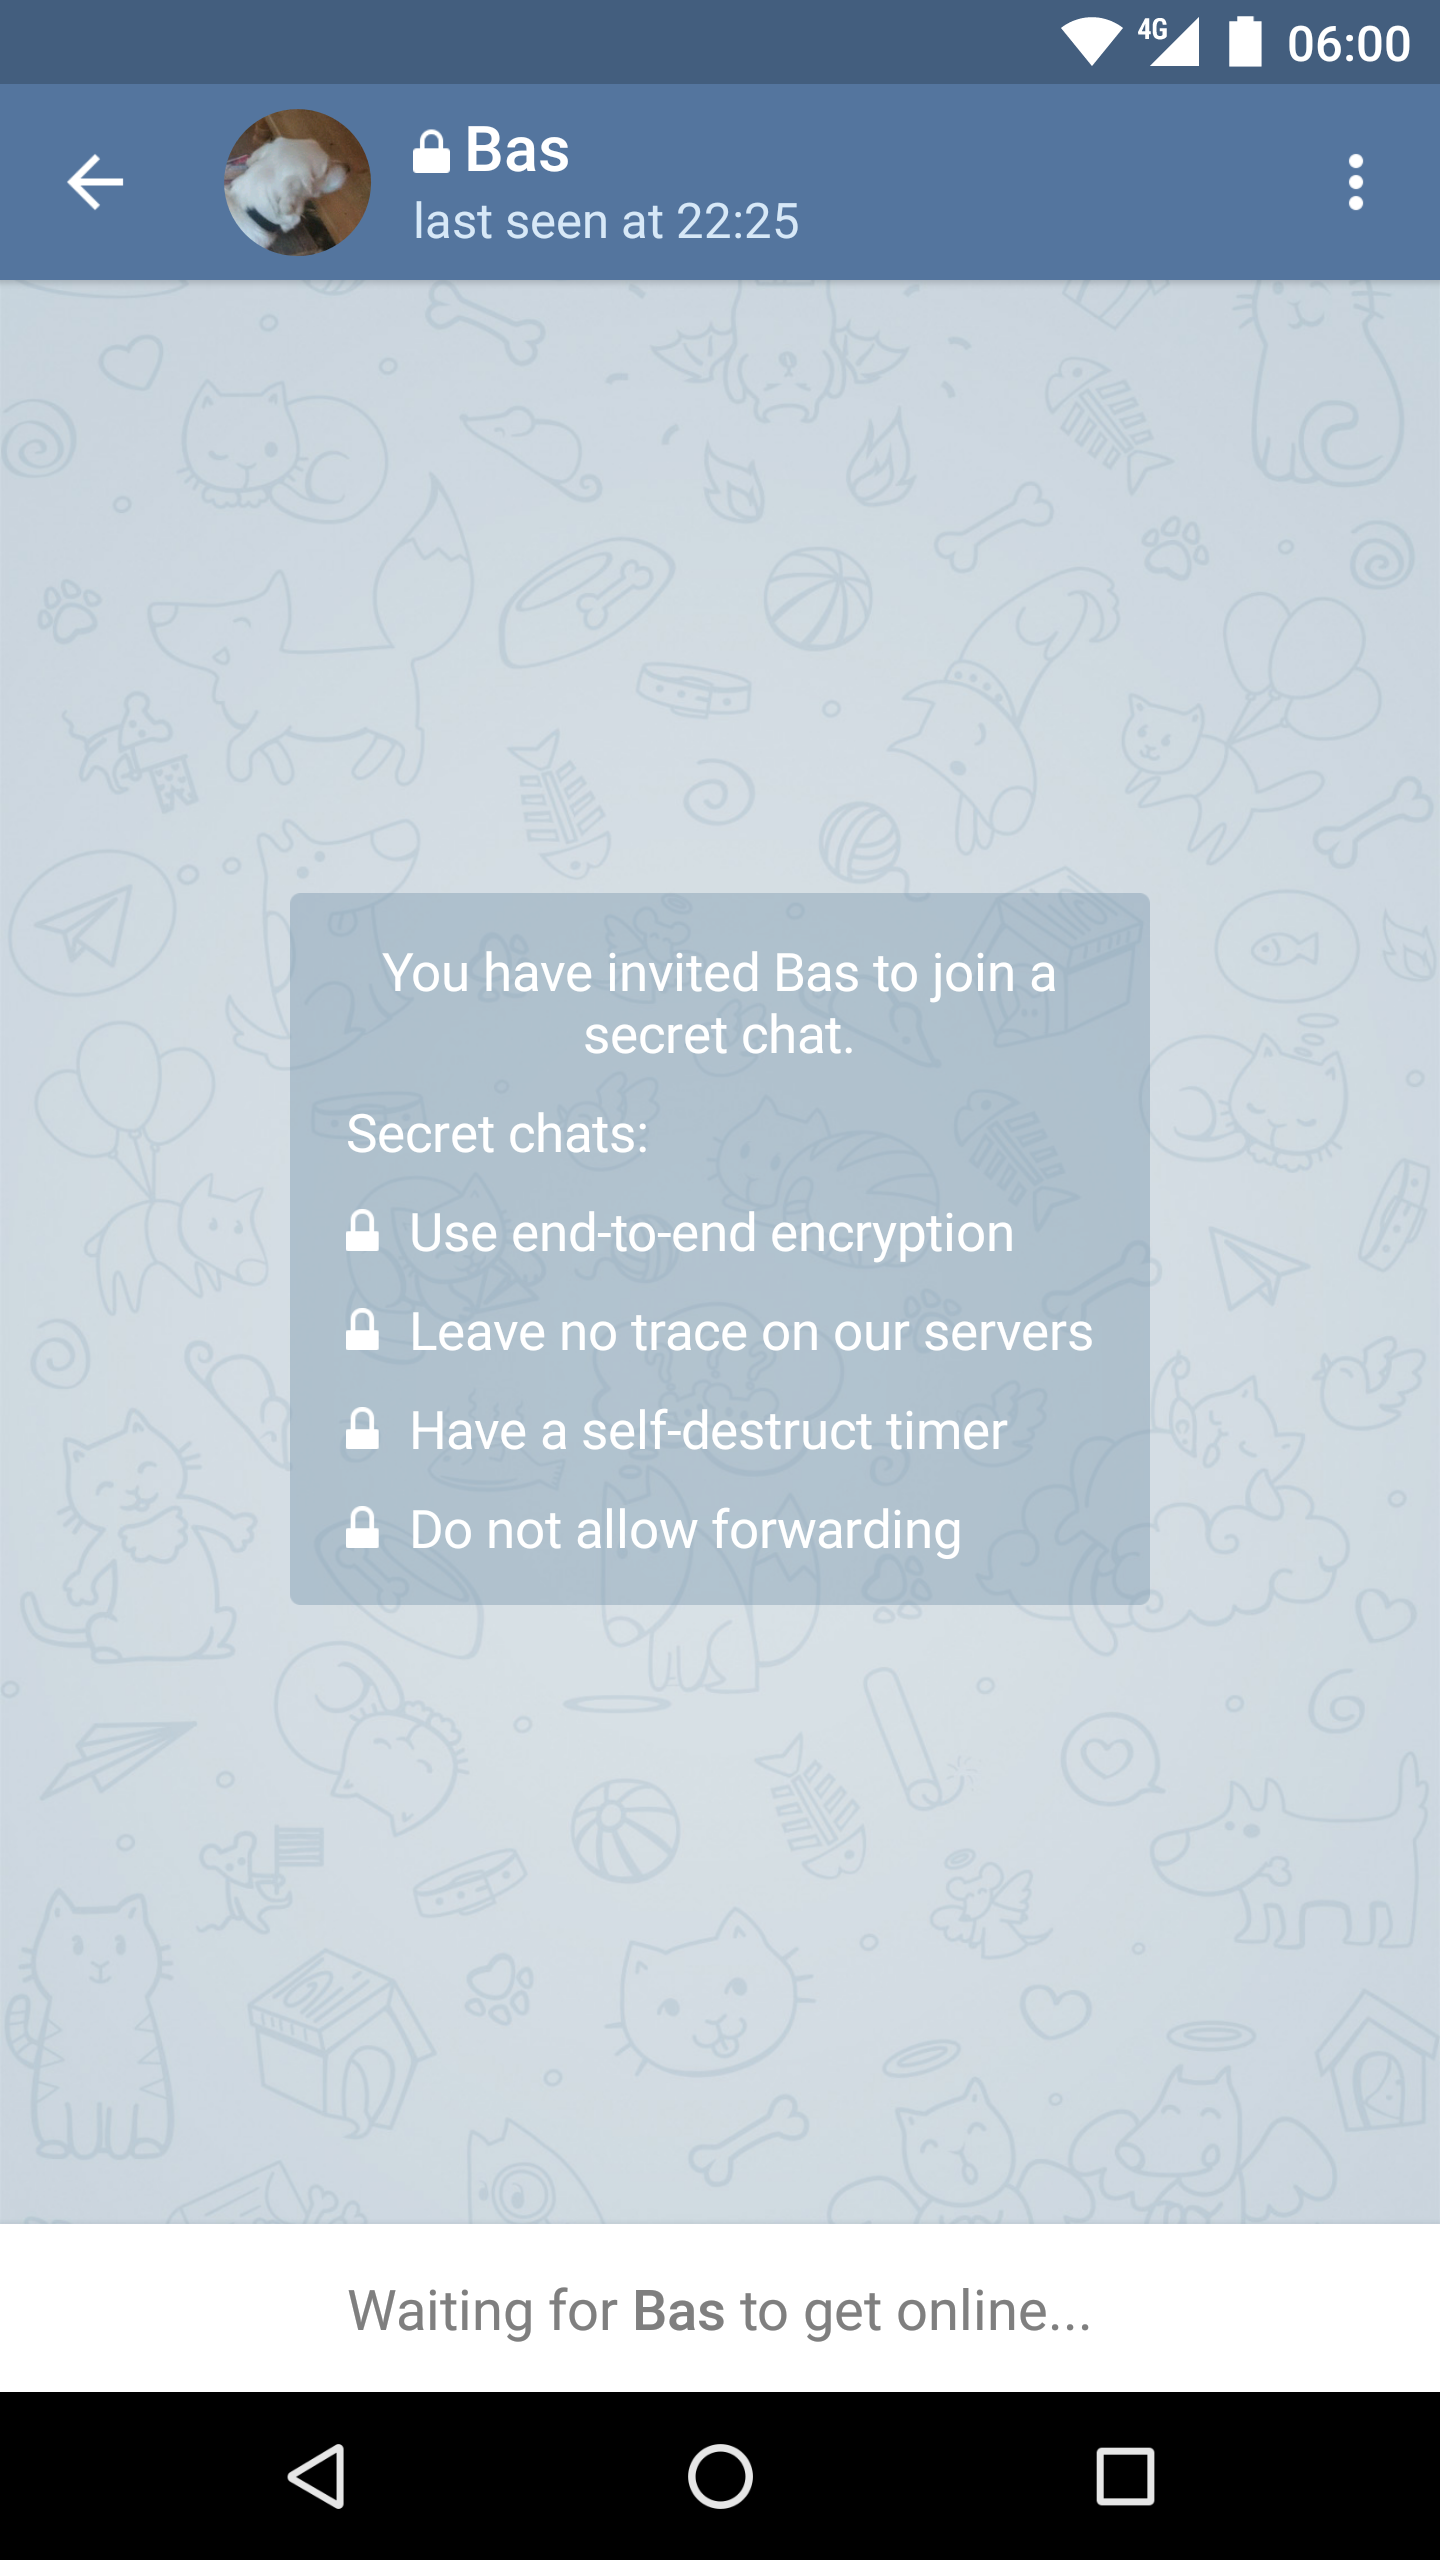 4G 06:00
Bas
last seen at 22:25
You have invited Bas to join a
secret chat.
Secret chats:
Use end-to-end encryption
Leave no trace on our servers
Have a self-destruct timer
Do not allow forwarding
Waiting for Bas to get online...